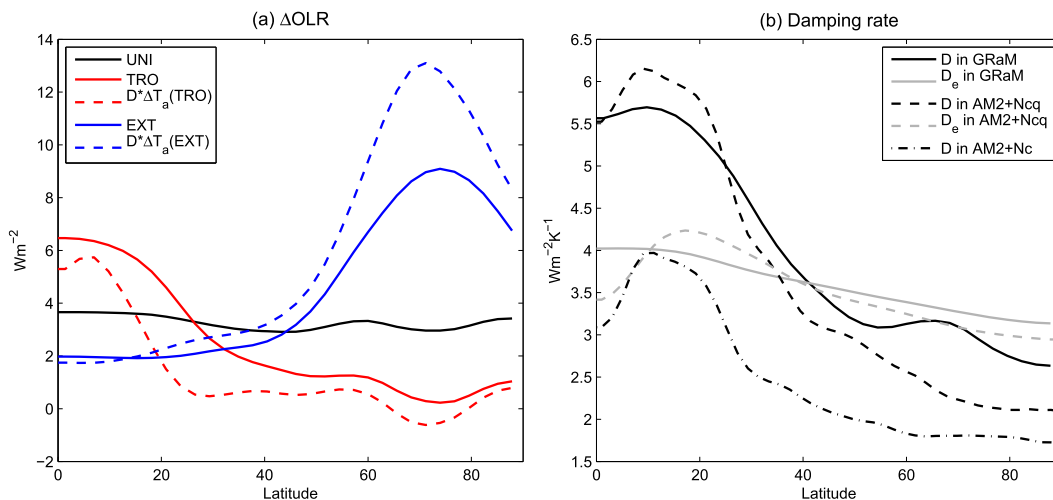 (a) ΔOLR
14
12
10
8
6
4
2
0
−2
0
20
40
60
80
Latitude
Wm−2
UNI
TRO
D*ΔTa(TRO)
EXT
D*ΔTa(EXT)
(b) Damping rate
6.5
6
5.5
5
4.5
4
3.5
3
2.5
2
1.5
0
20
40
60
80
Latitude
Wm−2K−1
D in GRaM
De in GRaM
D in AM2+Ncq
De in AM2+Ncq
D in AM2+Nc